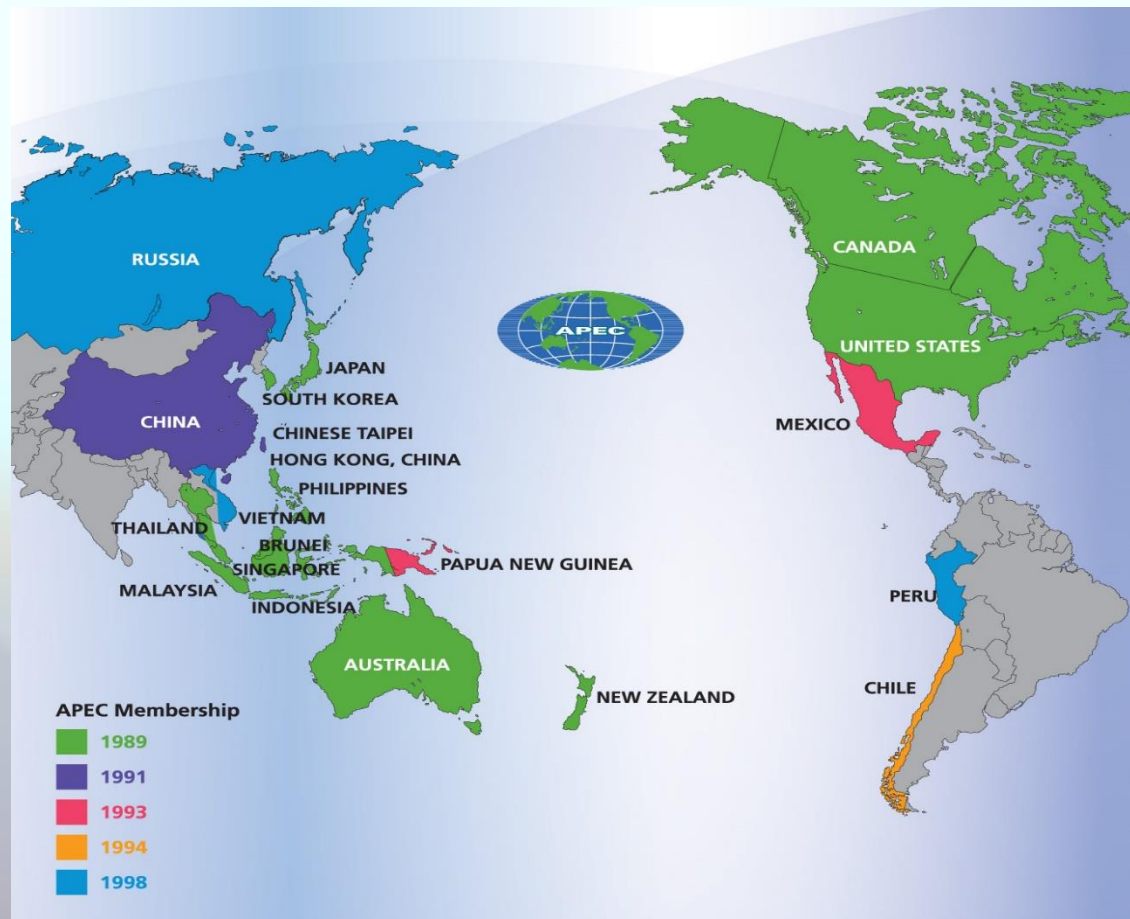 RUSSIA
CANADA
APEC
UNITED STATES
JAPAN
SOUTH KOREA
MEXICO
CHINA
CHINESE TAIPEI
HONG KONG, CHINA
PHILIPPINES
VIETNAM
THAILAND
BRUNEI
SINGAPORE
PAPUA NEW GUINEA
MALAYSIA
INDONESIA
PERU
AUSTRALIA
CHILE
NEW ZEALAND
APEC Membership
1989
1991
1993
1994
1998